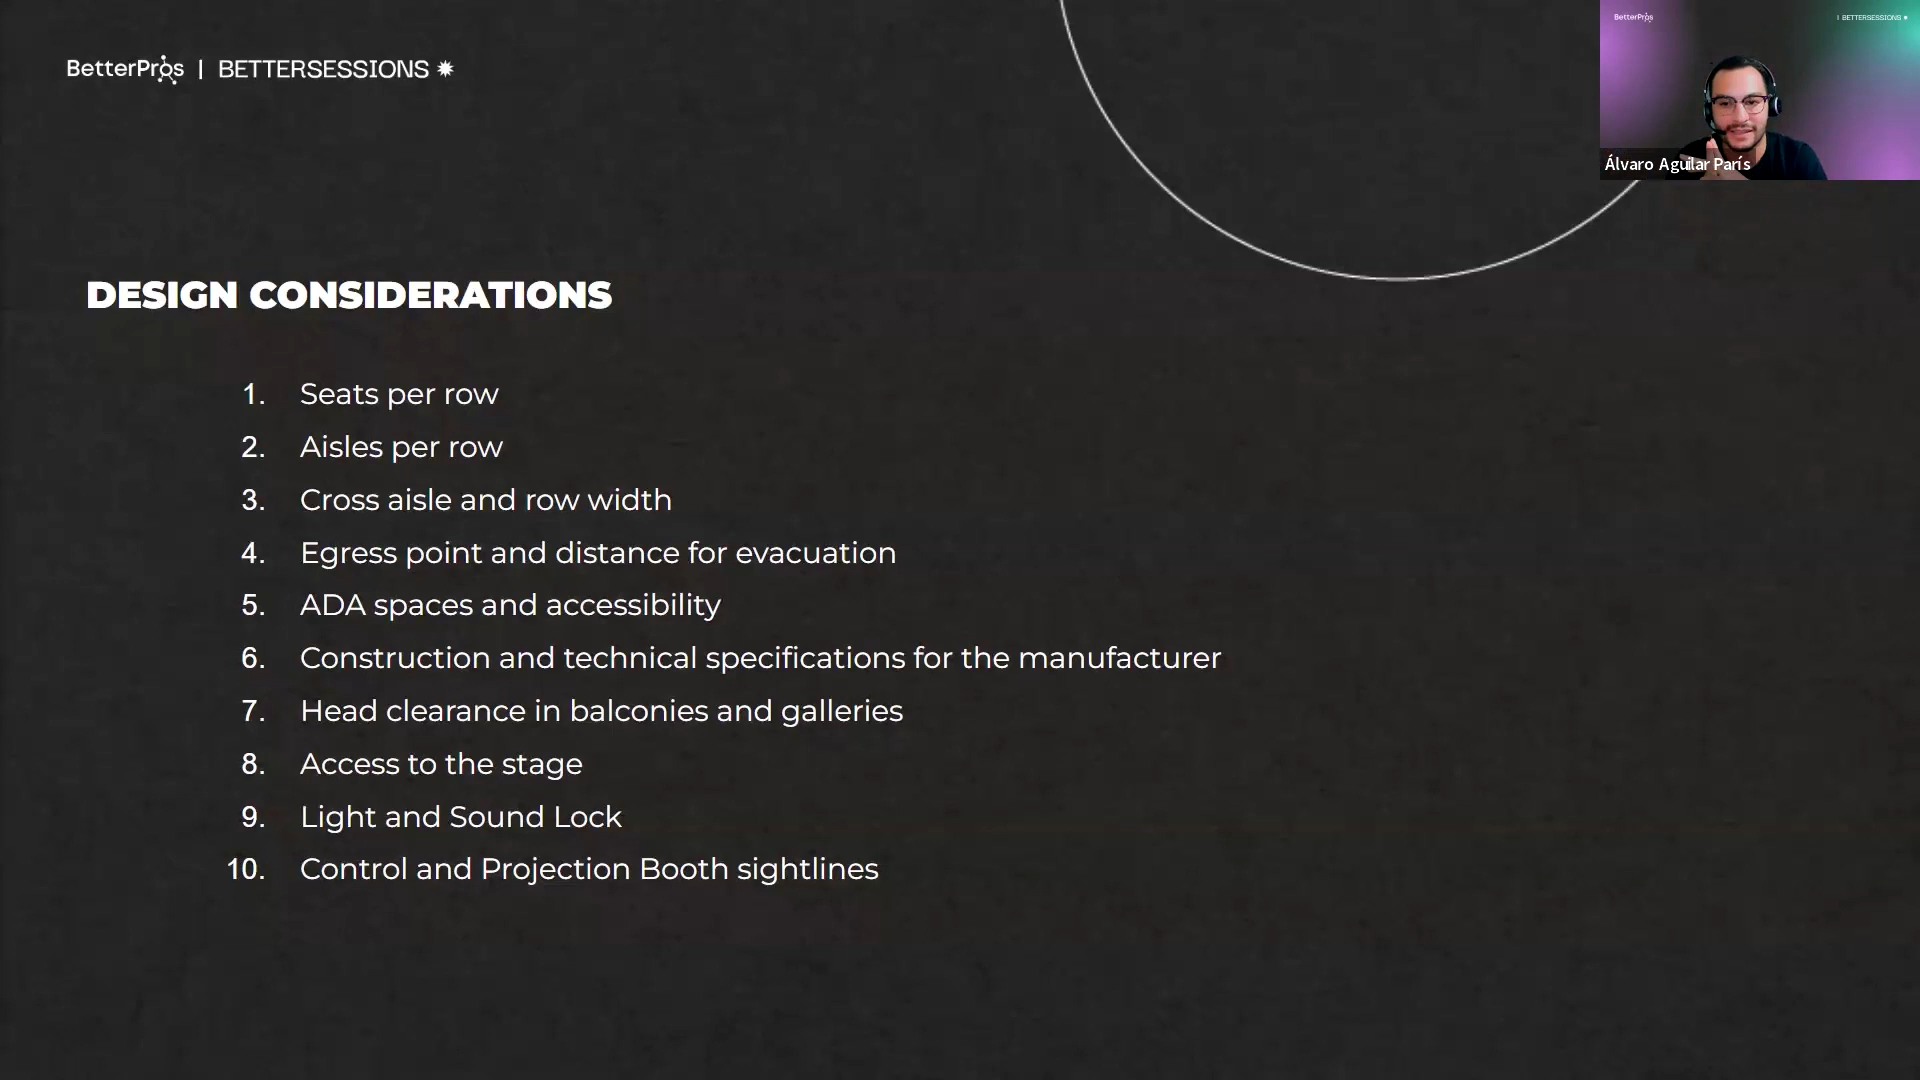 BetterPros | BETTERSESSIONS ✷
BetterPros
| BETTERSESSIONS
Álvaro Aguilar París
DESIGN CONSIDERATIONS
1. Seats per row
2. Aisles per row
3. Cross aisle and row width
4. Egress point and distance for evacuation
5. ADA spaces and accessibility
6. Construction and technical specifications for the manufacturer
7. Head clearance in balconies and galleries
8. Access to the stage
9. Light and Sound Lock
10. Control and Projection Booth sightlines